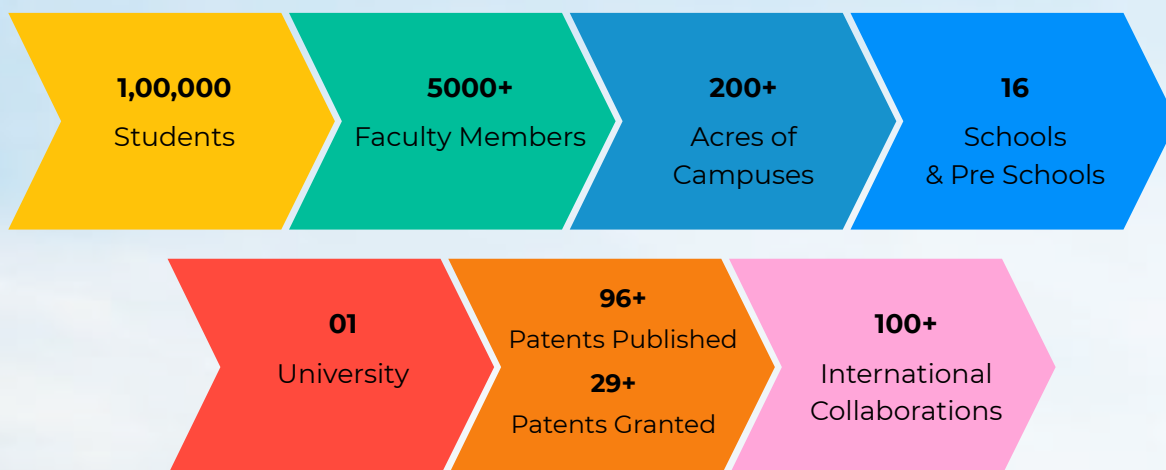 1,00,000
Students
5000+
Faculty Members
200+
Acres of
Campuses
16
Schools
& Pre Schools
01
University
96+
Patents Published
29+
Patents Granted
100+
International
Collaborations